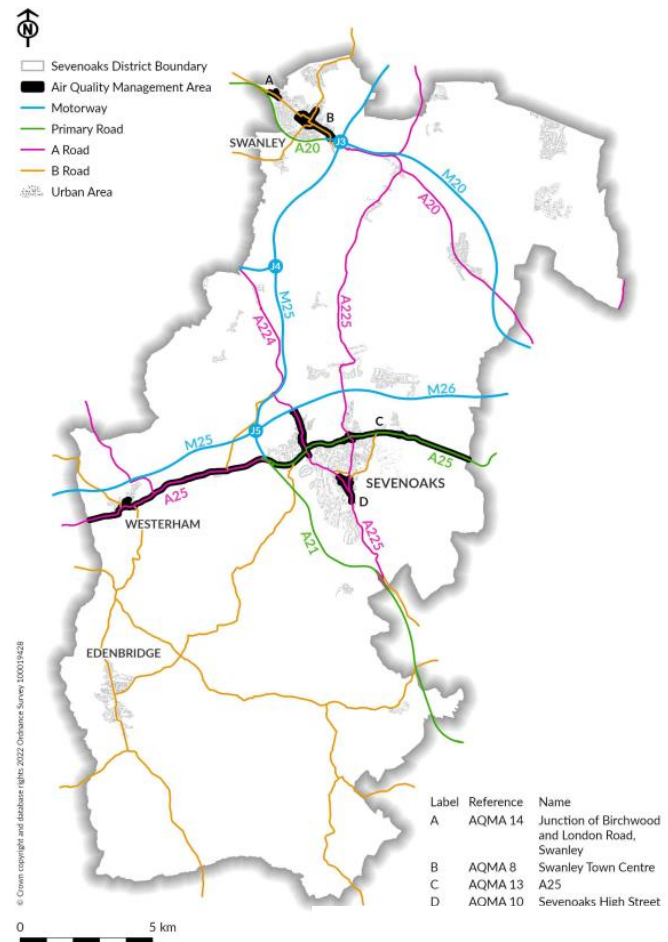 N
Sevenoaks District Boundary
Air Quality Management Area
Motorway
Primary Road
A Road
B Road
Urban Area
A
B
SWANLEY
A20
J3
M20
A20
J4
M25
A224
A225
M26
J5
M25
C
A25
A25
SEVENOAKS
D
WESTERHAM
A21
A225
EDENBRIDGE
© Crown copyright and database rights 2022 Ordnance Survey 100019428
Label Reference Name
A AQMA 14 Junction of Birchwood
and London Road,
Swanley
B AQMA 8 Swanley Town Centre
C AQMA 13 A25
D AQMA 10 Sevenoaks High Street
0 5 km